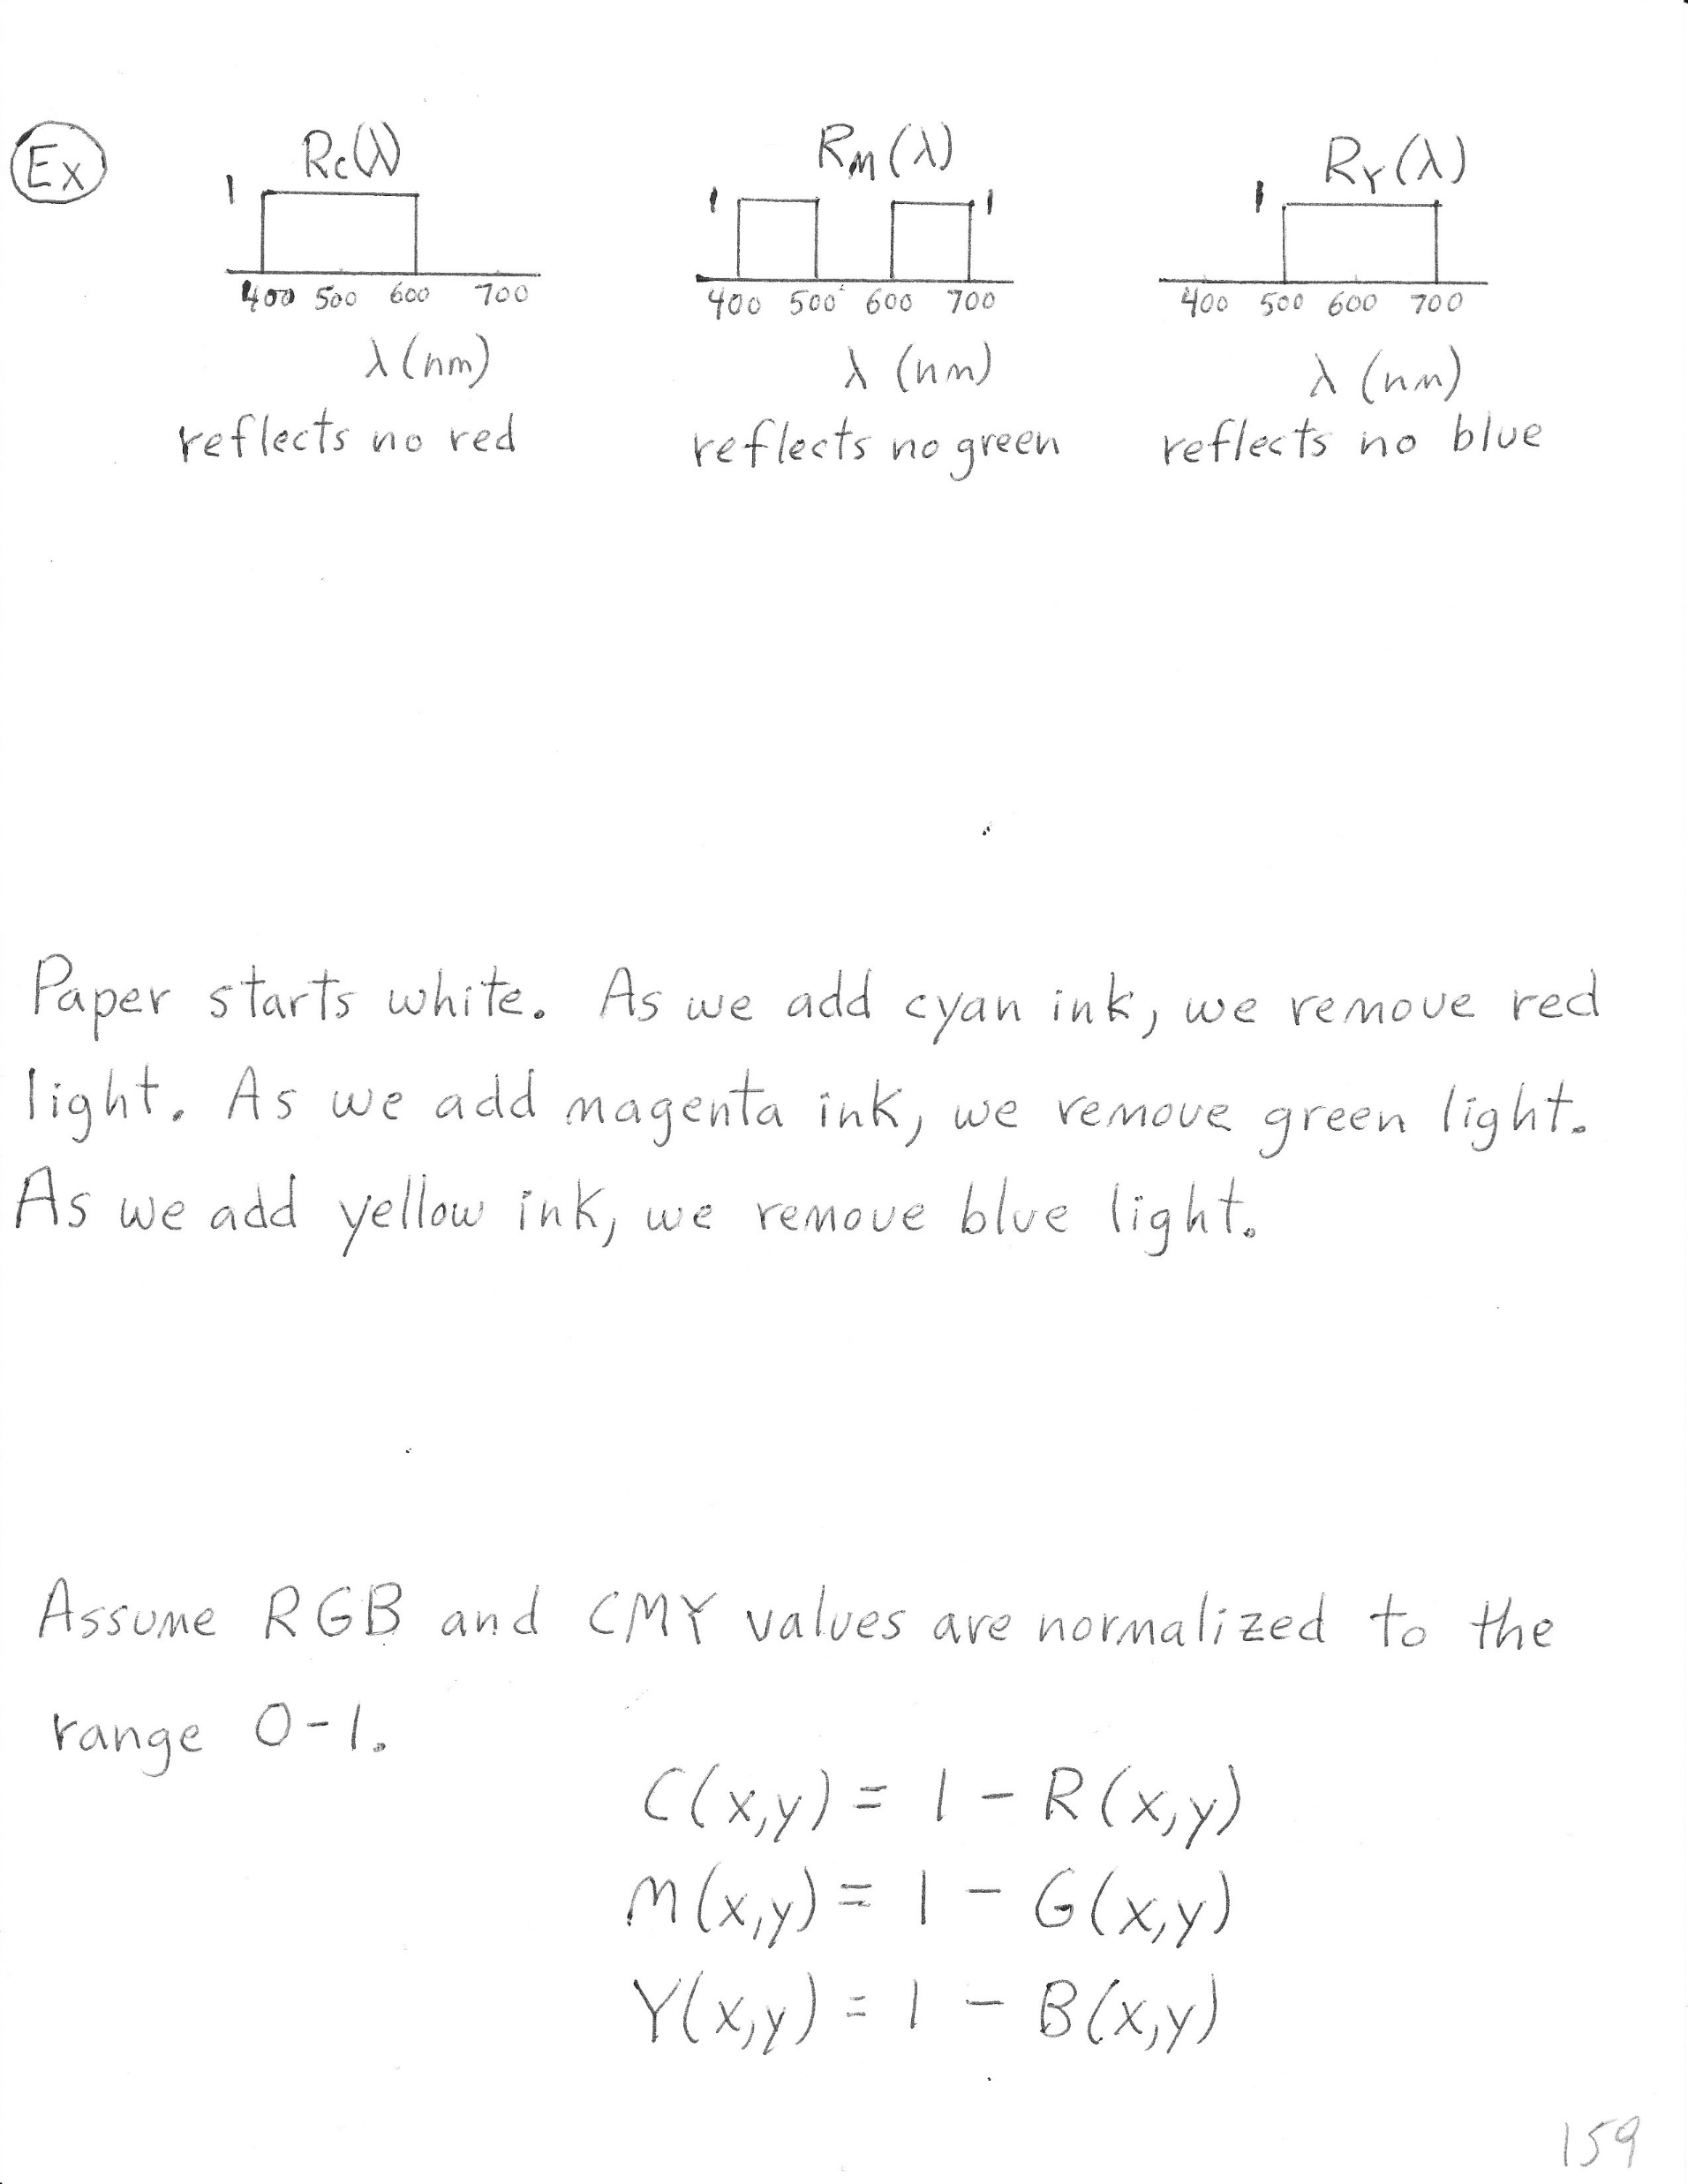 Ex
Rc(λ) RM(λ) RY(λ)
1 1 1 1
400 500 600 700 400 500 600 700 400 500 600 700
λ (nm) λ (nm) λ (nm)
reflects no red reflects no green reflects no blue
Paper starts white. As we add cyan ink, we remove red
light. As we add magenta ink, we remove green light.
As we add yellow ink, we remove blue light.
Assume RGB and CMY values are normalized to the
range 0-1.
C(x,y) = 1 - R(x,y)
M(x,y) = 1 - G(x,y)
Y(x,y) = 1 - B(x,y)
159